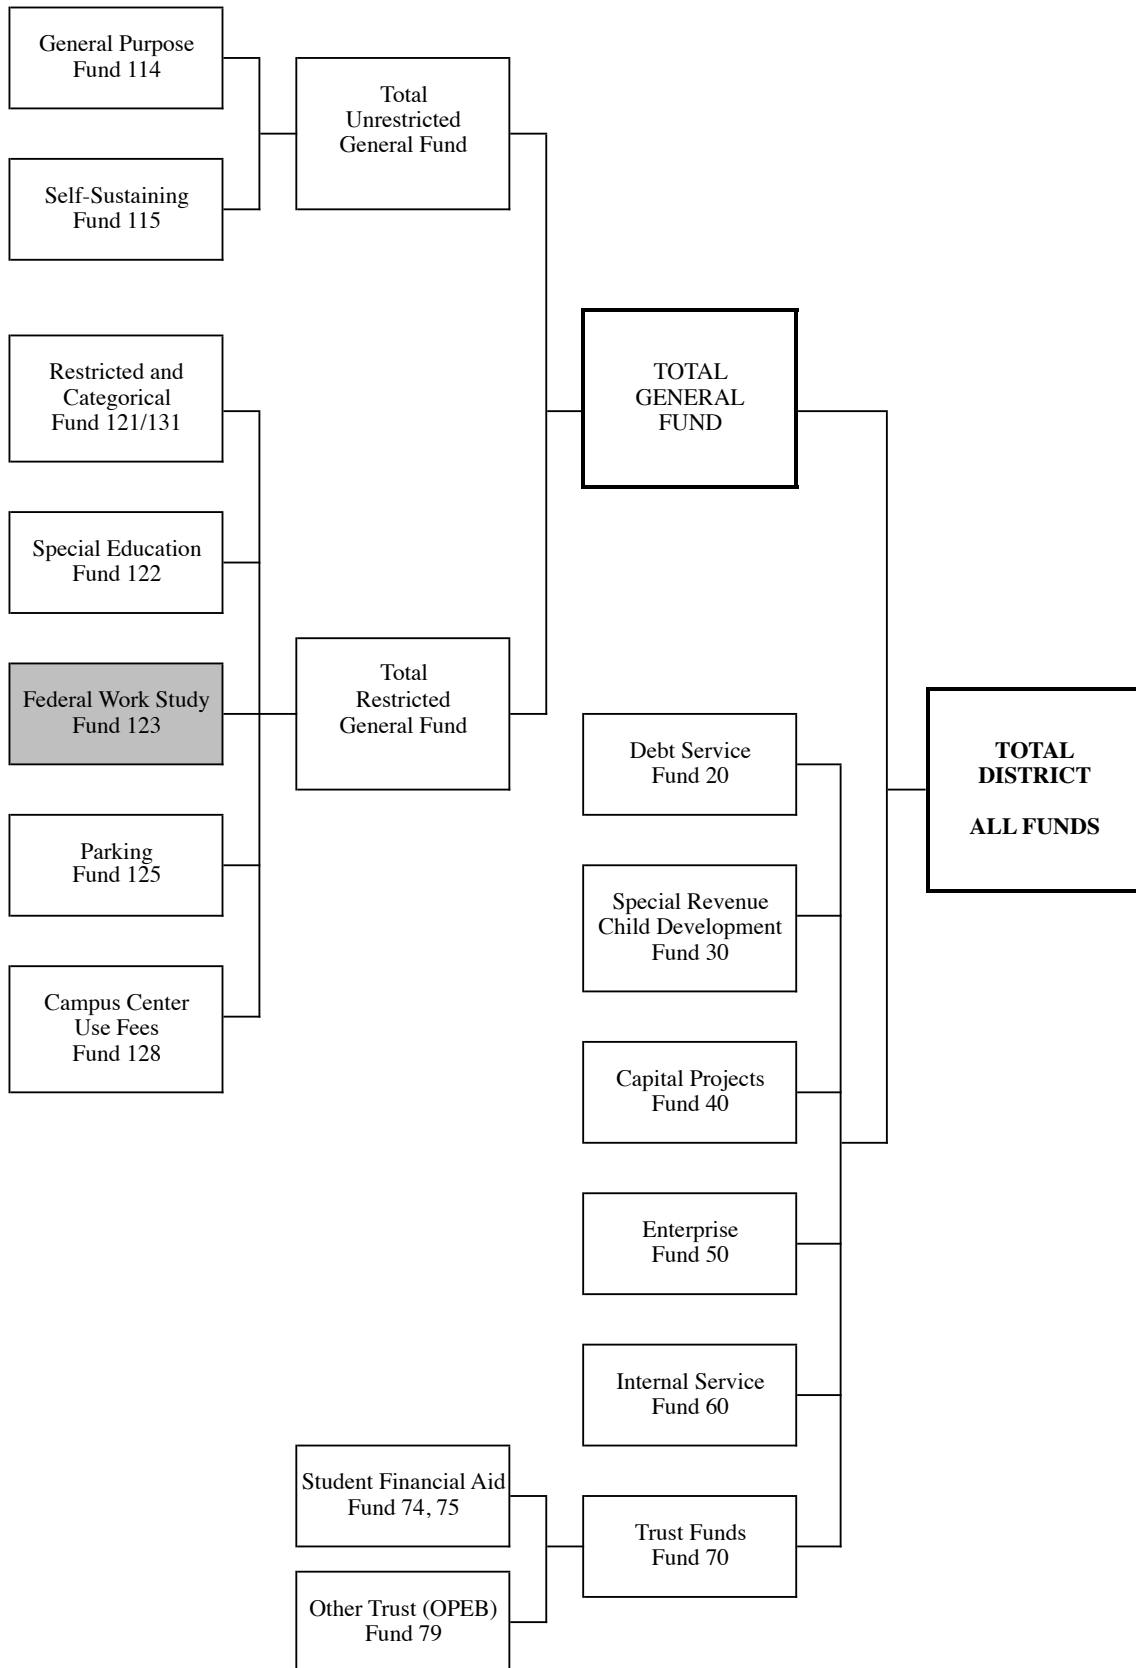 General Purpose
Fund 114
Self-Sustaining
Fund 115
Restricted and
Categorical
Fund 121/131
Special Education
Fund 122
Federal Work Study
Fund 123
Parking
Fund 125
Campus Center
Use Fees
Fund 128
Total
Unrestricted
General Fund
Total
Restricted
General Fund
Student Financial Aid
Fund 74, 75
Other Trust (OPEB)
Fund 79
TOTAL
GENERAL
FUND
Debt Service
Fund 20
Special Revenue
Child Development
Fund 30
Capital Projects
Fund 40
Enterprise
Fund 50
Internal Service
Fund 60
Trust Funds
Fund 70
TOTAL
DISTRICT
ALL FUNDS